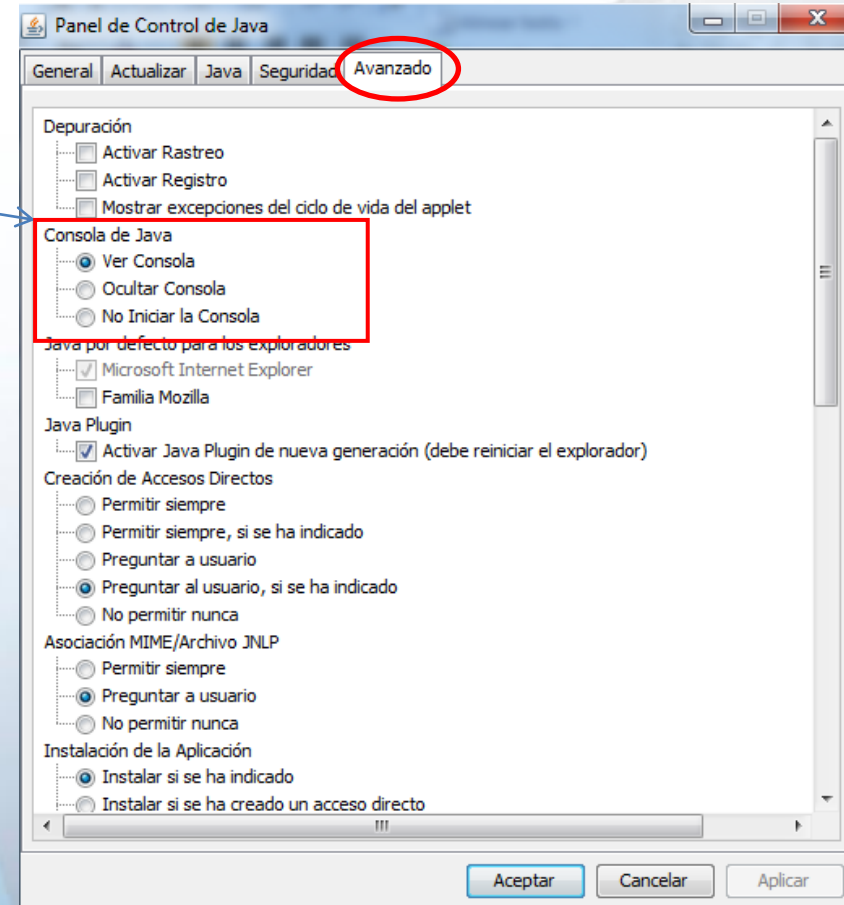 Panel de Control de Java
General Actualizar Java Seguridad Avanzado
Depuración
Activar Rastreo
Activar Registro
Mostrar excepciones del ciclo de vida del applet
Consola de Java
Ver Consola
Ocultar Consola
No Iniciar la Consola
Java por defecto para los exploradores
Microsoft Internet Explorer
Familia Mozilla
Java Plugin
Activar Java Plugin de nueva generación (debe reiniciar el explorador)
Creación de Accesos Directos
Permitir siempre
Permitir siempre, si se ha indicado
Preguntar a usuario
Preguntar al usuario, si se ha indicado
No permitir nunca
Asociación MIME/Archivo JNLP
Permitir siempre
Preguntar a usuario
No permitir nunca
Instalación de la Aplicación
Instalar si se ha indicado
Instalar si se ha creado un acceso directo
Aceptar Cancelar Aplicar